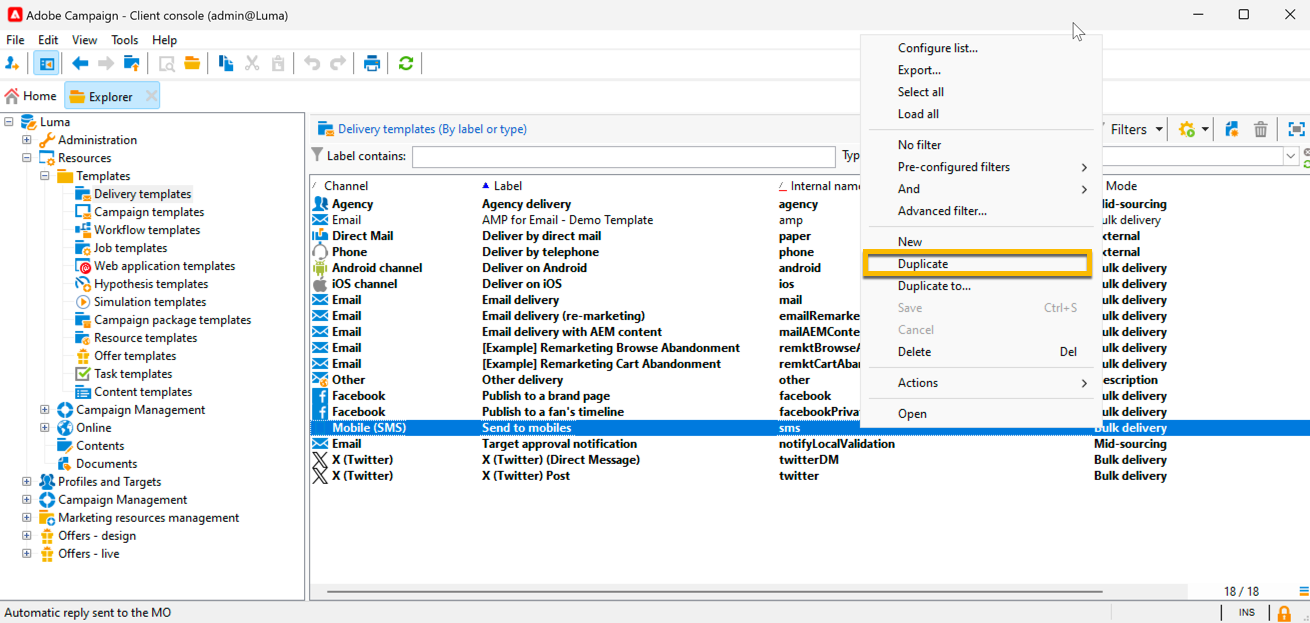 Adobe Campaign - Client console (admin@Luma)
File Edit View Tools Help
Home Explorer
Luma
Administration
Resources
Templates
Delivery templates
Campaign templates
Workflow templates
Job templates
Web application templates
Hypothesis templates
Simulation templates
Campaign package templates
Resource templates
Offer templates
Task templates
Content templates
Campaign Management
Online
Contents
Documents
Profiles and Targets
Campaign Management
Marketing resources management
Offers - design
Offers - live
Delivery templates (By label or type)
Filters
Label contains: Typ
Channel Label Internal name Mode
Agency Agency delivery agency Mid-sourcing
Email AMP for Email - Demo Template amp ulk delivery
Direct Mail Deliver by direct mail paper xternal
Phone Deliver by telephone phone xternal
Android channel Deliver on Android android ulk delivery
iOS channel Deliver on iOS ios ulk delivery
Email Email delivery mail ulk delivery
Email Email delivery (re-marketing) emailRemarke ulk delivery
Email Email delivery with AEM content mailAEMConte ulk delivery
Email [Example] Remarketing Browse Abandonment remktBrowseA ulk delivery
Email [Example] Remarketing Cart Abandonment remktCartAba ulk delivery
Other Other delivery other escription
Facebook Publish to a brand page facebook ulk delivery
Facebook Publish to a fan's timeline facebookPriva ulk delivery
Mobile (SMS) Send to mobiles sms Bulk delivery
Email Target approval notification notifyLocalValidation Mid-sourcing
X (Twitter) X (Twitter) (Direct Message) twitterDM Bulk delivery
X (Twitter) X (Twitter) Post twitter Bulk delivery
Configure list...
Export...
Select all
Load all
No filter
Pre-configured filters
And
Advanced filter...
New
Duplicate
Duplicate to...
Save Ctrl+S
Cancel
Delete Del
Actions
Open
18 / 18
Automatic reply sent to the MO INS